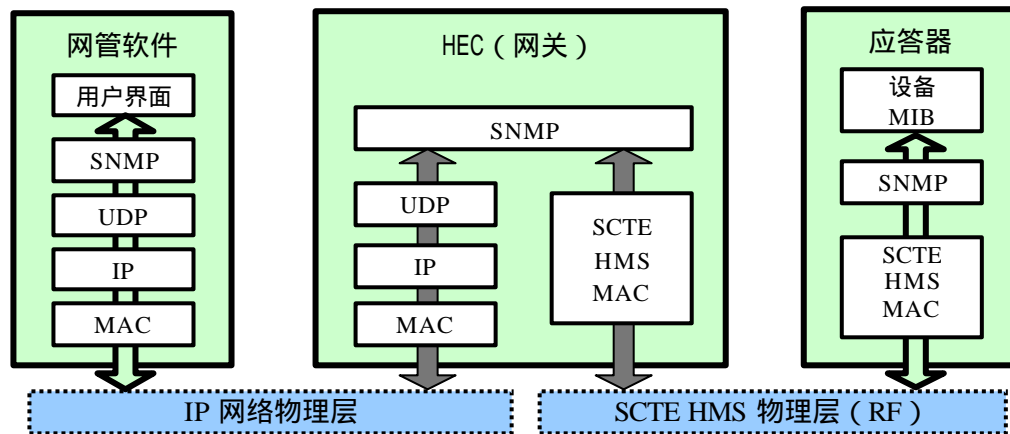 网管软件
用户界面
SNMP
UDP
IP
MAC
HEC（网关）
SNMP
UDP
IP
MAC
SCTE
HMS
MAC
应答器
设备
MIB
SNMP
SCTE
HMS
MAC
IP 网络物理层
SCTE HMS 物理层（RF）